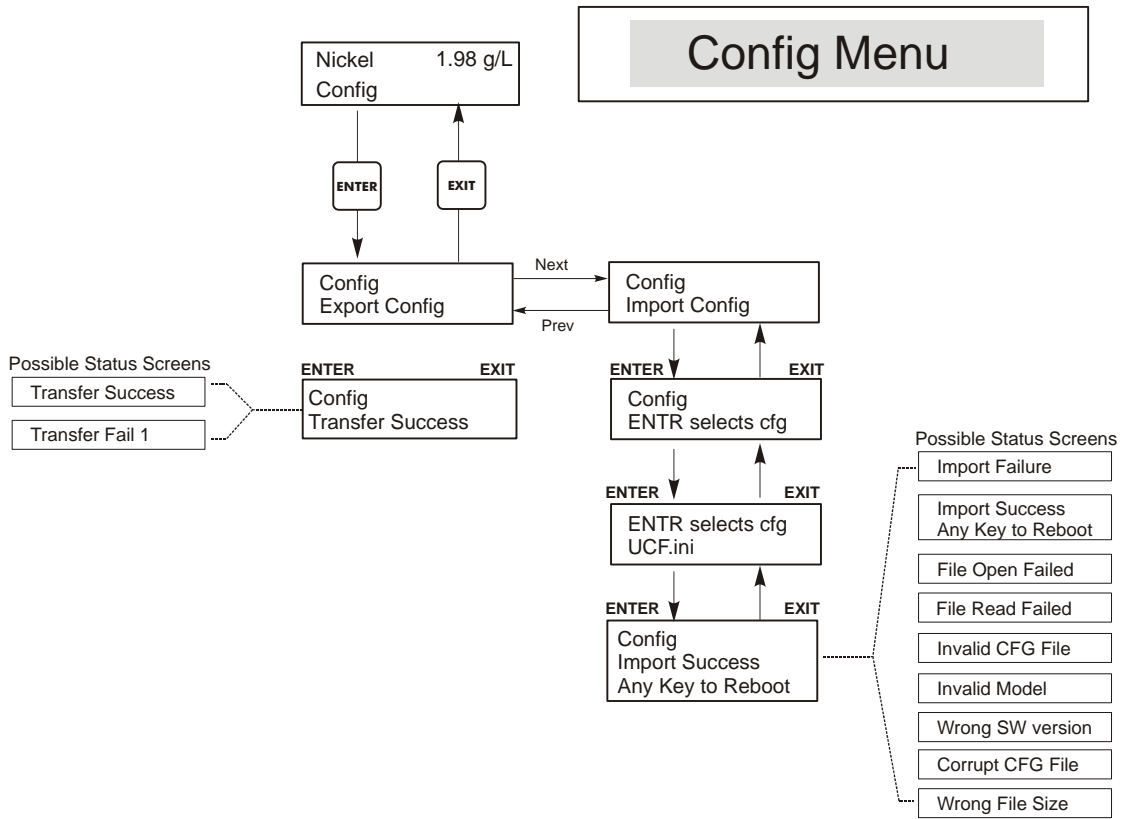 Config Menu
Nickel 1.98 g/L
Config
ENTER
EXIT
Config
Export Config
Next
Prev
Config
Import Config
Possible Status Screens
Transfer Success
Transfer Fail 1
ENTER EXIT
Config
Transfer Success
ENTER EXIT
Config
ENTR selects cfg
ENTER EXIT
ENTR selects cfg
UCF.ini
ENTER EXIT
Config
Import Success
Any Key to Reboot
Possible Status Screens
Import Failure
Import Success
Any Key to Reboot
File Open Failed
File Read Failed
Invalid CFG File
Invalid Model
Wrong SW version
Corrupt CFG File
Wrong File Size